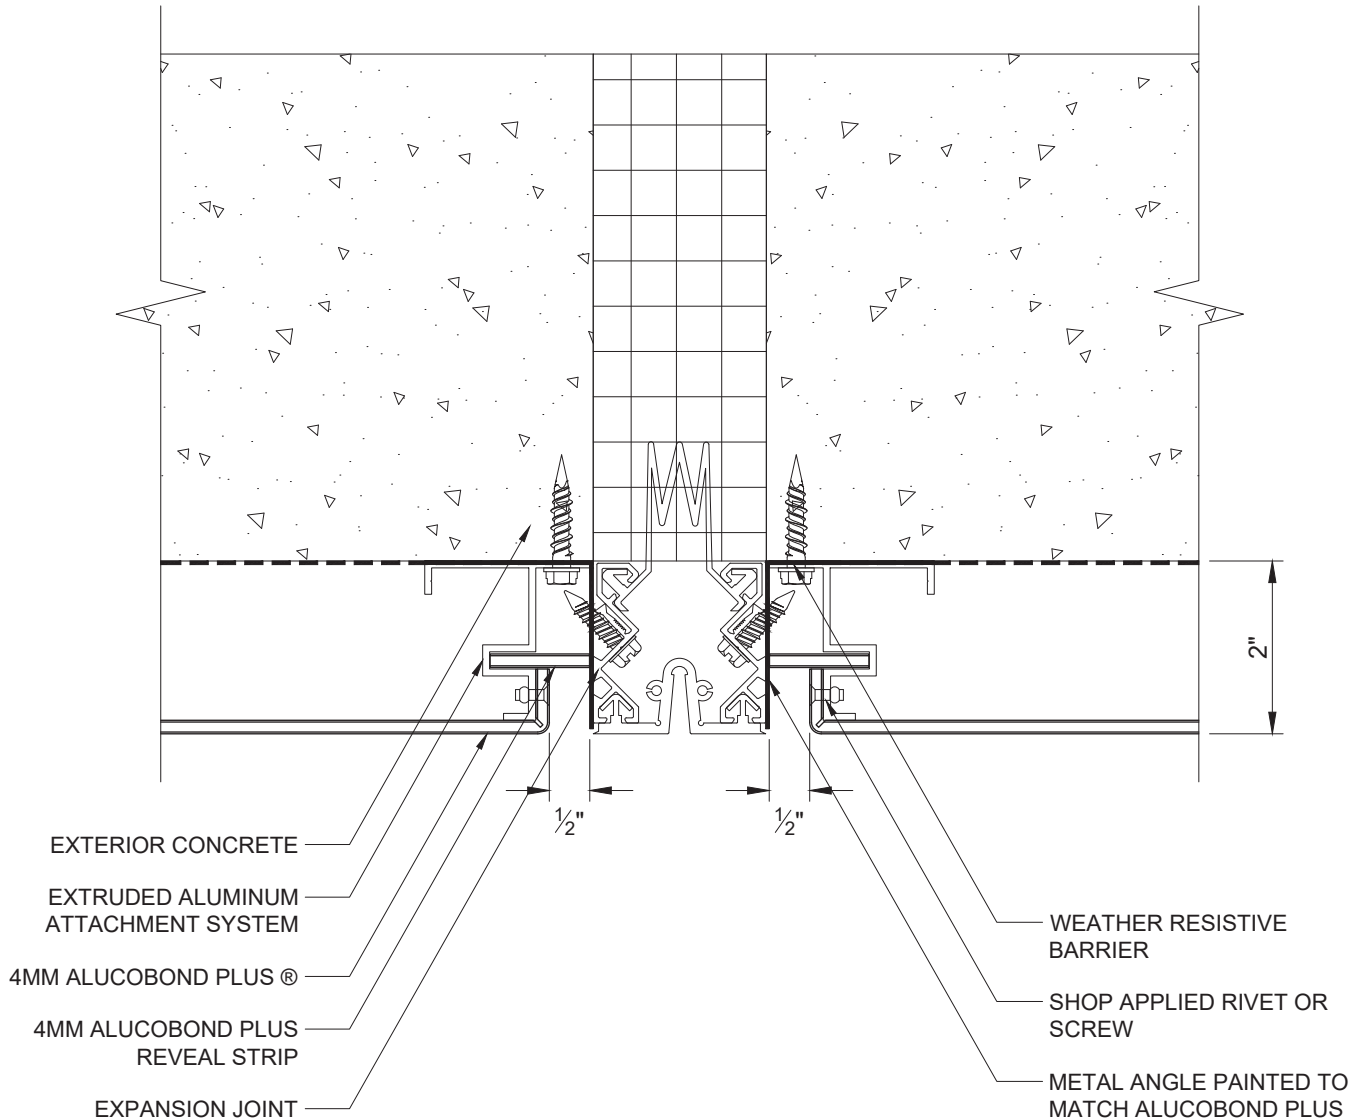 2"
½"
½"
EXTERIOR CONCRETE
EXTRUDED ALUMINUM
ATTACHMENT SYSTEM
4MM ALUCOBOND PLUS ®
4MM ALUCOBOND PLUS
REVEAL STRIP
EXPANSION JOINT
WEATHER RESISTIVE
BARRIER
SHOP APPLIED RIVET OR
SCREW
METAL ANGLE PAINTED TO
MATCH ALUCOBOND PLUS